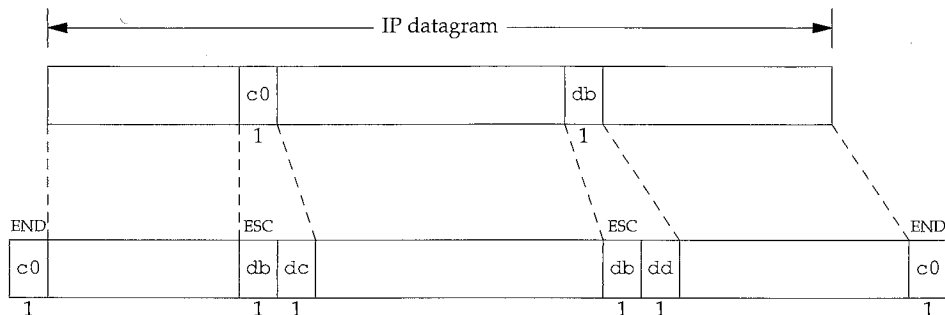 IP datagram
c0 db
1 1
END ESC ESC END
c0 db dc db dd c0
1 1 1 1 1 1